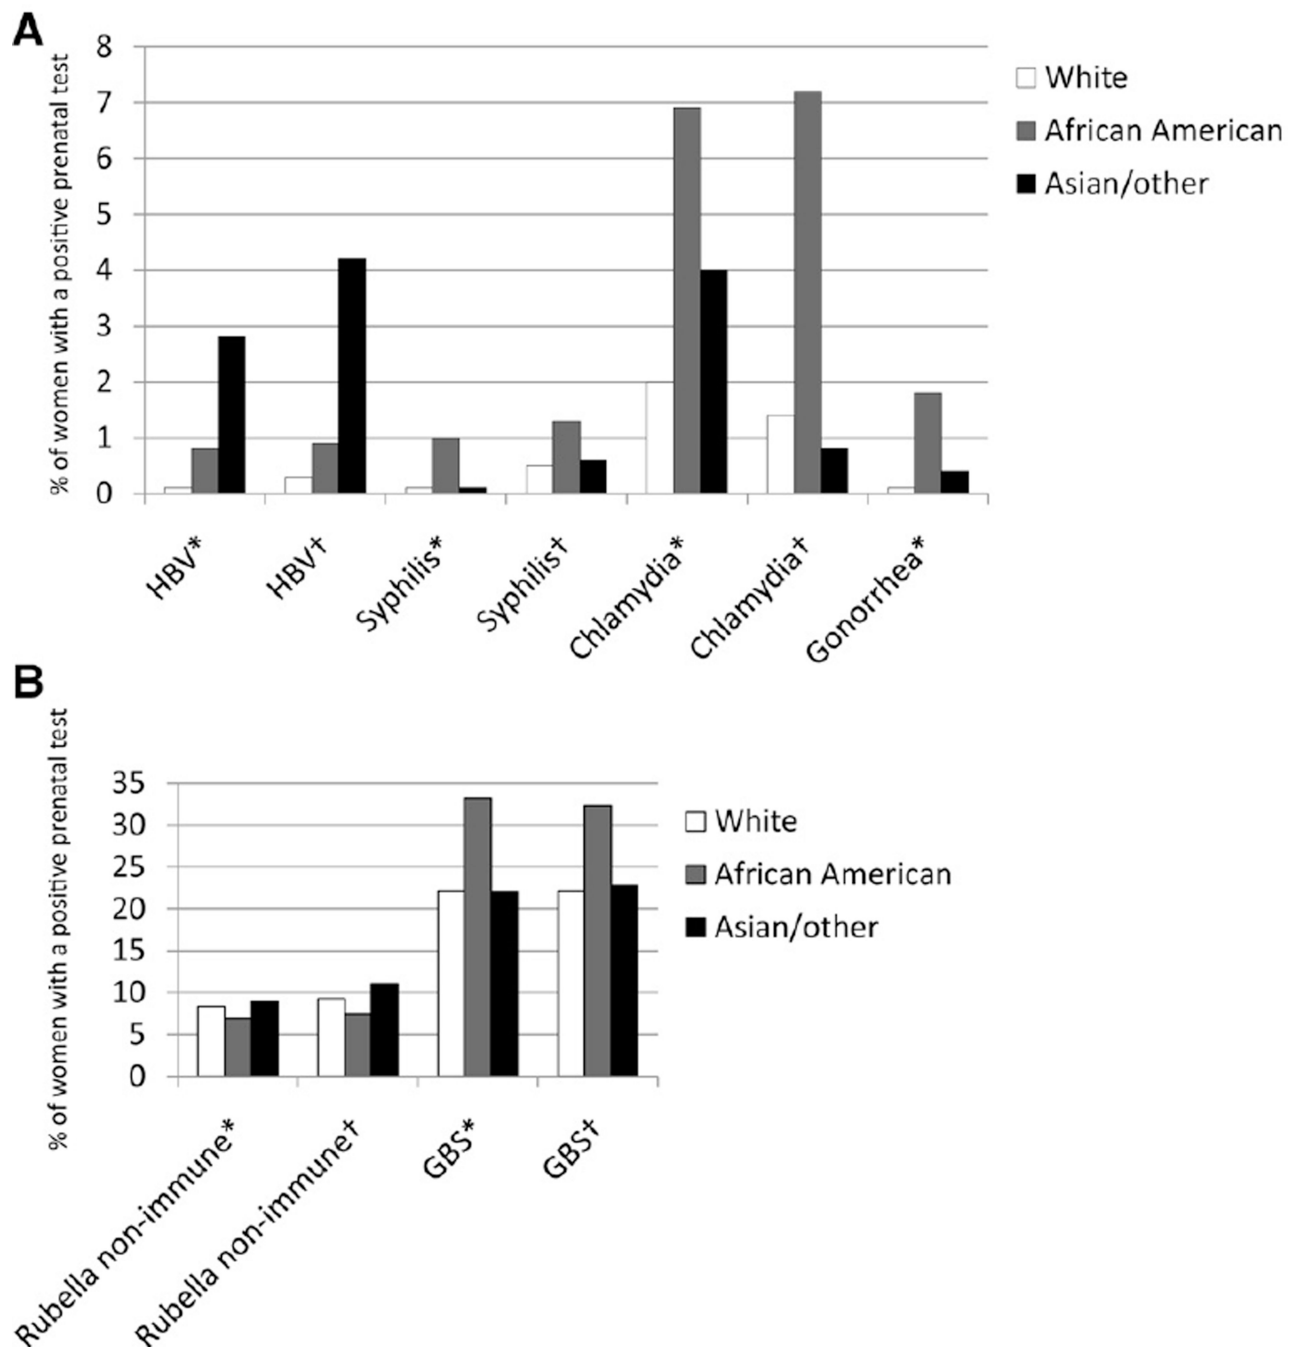 A
% of women with a positive prenatal test
8
7
6
5
4
3
2
1
0
White
African American
Asian/other
HBV*
HBV†
Syphilis*
Syphilis†
Chlamydia*
Chlamydia†
Gonorrhea*
B
% of women with a positive prenatal test
35
30
25
20
15
10
5
0
White
African American
Asian/other
Rubella non-immune*
Rubella non-immune†
GBS*
GBS†